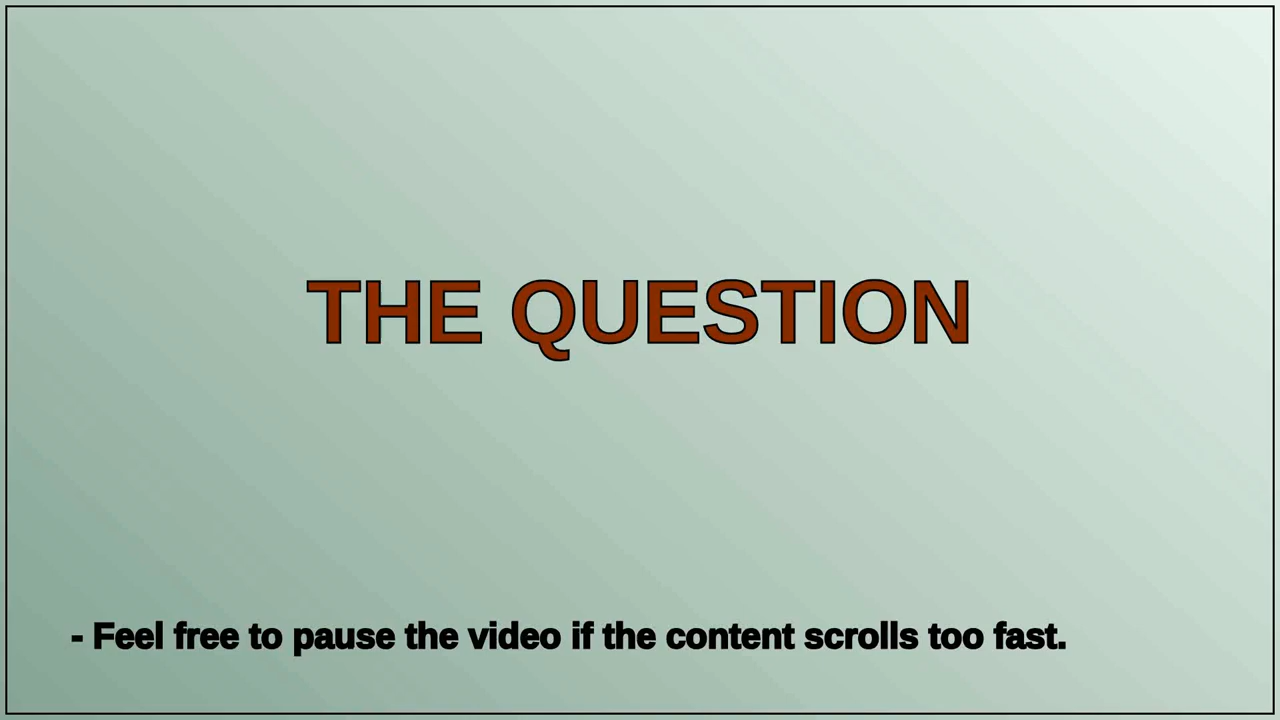 THE QUESTION
- Feel free to pause the video if the content scrolls too fast.